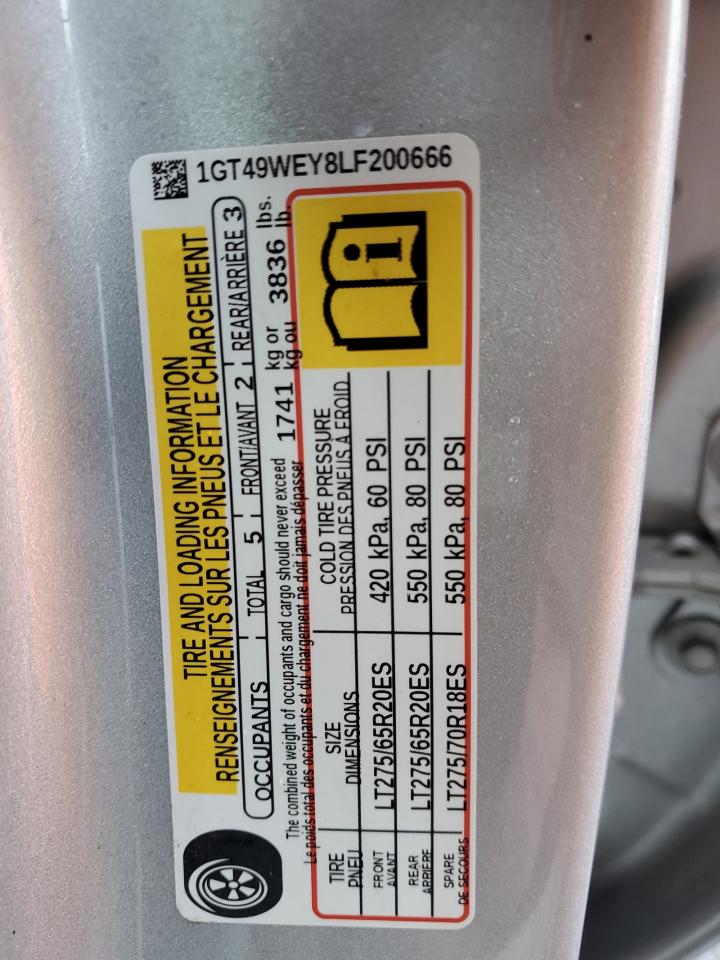 1GT49WEY8LF200666
TIRE AND LOADING INFORMATION
RENSEIGNEMENTS SUR LES PNEUS ET LE CHARGEMENT
OCCUPANTS TOTAL 5 FRONT/AVANT 2 REAR/ARRIÈRE 3
The combined weight of occupants and cargo should never exceed 1741 kg or 3836 lbs.
Le poids total des occupants et du chargement ne doit jamais dépasser kg ou lb.
TIRE SIZE COLD TIRE PRESSURE
PNEU DIMENSIONS PRESSION DES PNEUS À FROID
FRONT LT275/65R20ES 420 kPa, 60 PSI
AVANT
REAR LT275/65R20ES 550 kPa, 80 PSI
ARRIÈRE
SPARE LT275/70R18ES 550 kPa, 80 PSI
DE SECOURS